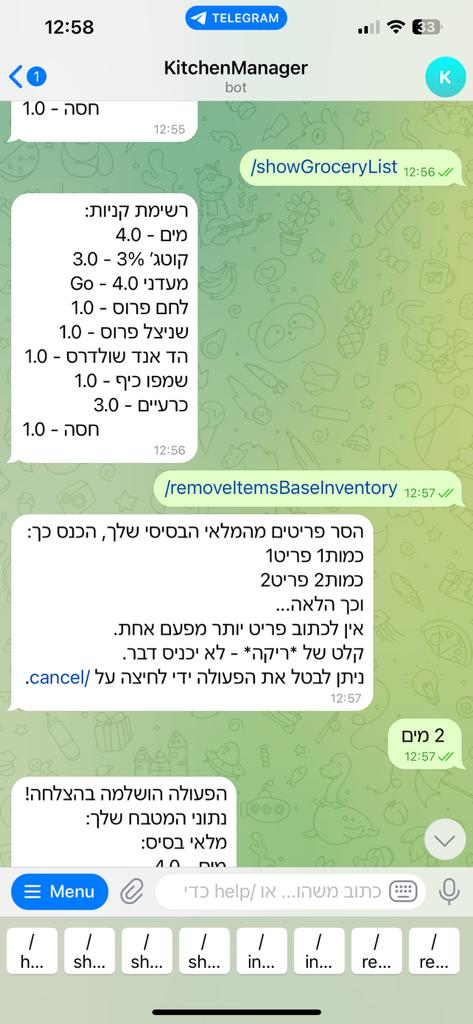 12:58
TELEGRAM
33
1
KitchenManager
bot
K
חסה - 1.0
12:55
/showGroceryList
12:56
רשימת קניות:
מים - 4.0
קוטג׳ 3% - 3.0
מעדני Go - 4.0
לחם פרוס - 1.0
שניצל פרוס - 1.0
הד אנד שולדרס - 1.0
שמפו כיף - 1.0
כרעיים - 3.0
חסה - 1.0
12:56
/removeItemsBaseInventory
12:57
הסר פריטים מהמלאי הבסיסי שלך, הכנס כך:
כמות1 פריט1
כמות2 פריט2
וכך הלאה...
אין לכתוב פריט יותר מפעם אחת.
קלט של *ריקה* - לא יכניס דבר.
ניתן לבטל את הפעולה ידי לחיצה על /cancel.
12:57
2 מים
12:57
הפעולה הושלמה בהצלחה!
נתוני המטבח שלך:
מלאי בסיס:
מים - 4.0
Menu
כתוב משהו... או /help כדי
/
h...
/
sh...
/
sh...
/
sh...
/
in...
/
in...
/
re...
/
re...